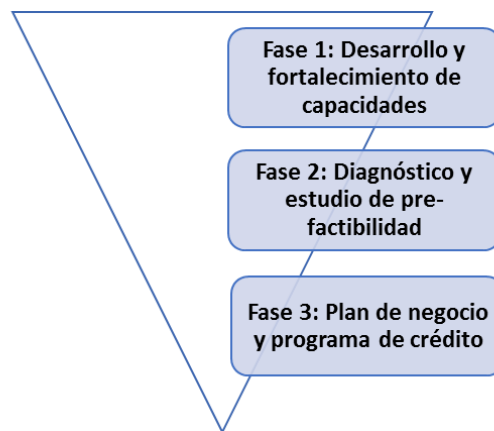 Fase 1: Desarrollo y
fortalecimiento de
capacidades
Fase 2: Diagnóstico y
estudio de pre-
factibilidad
Fase 3: Plan de negocio
y programa de crédito